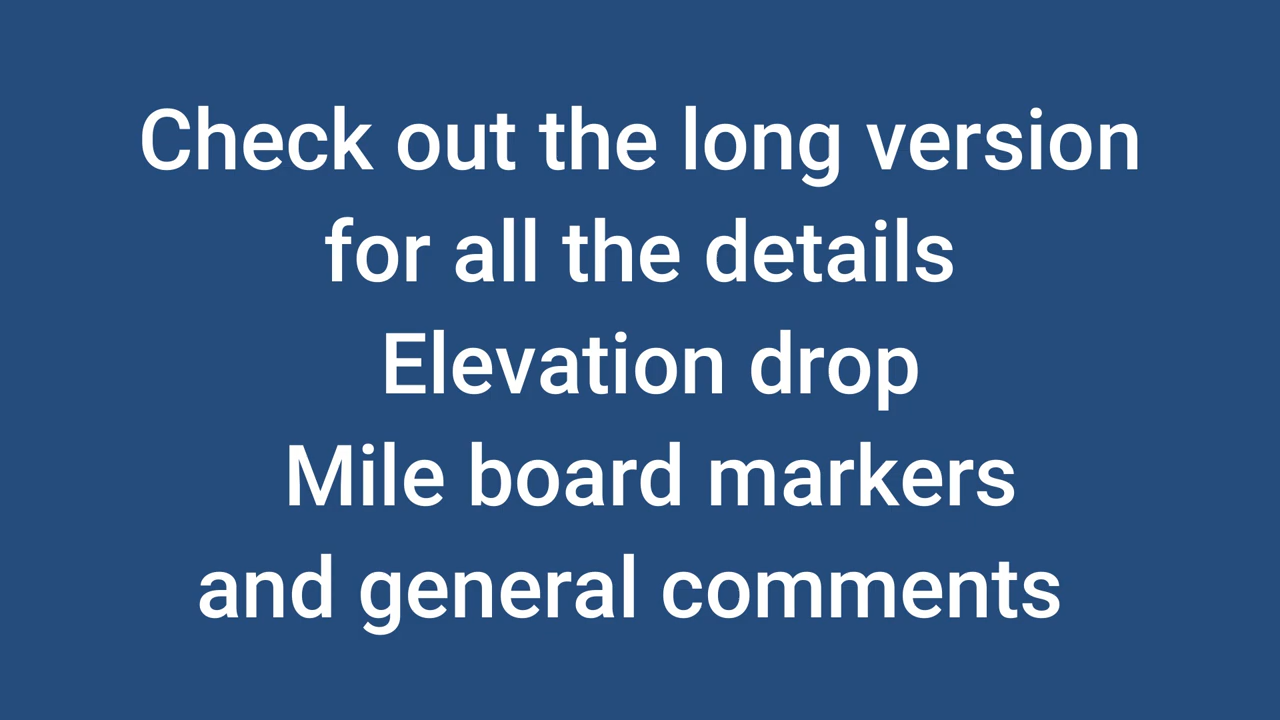 Check out the long version
for all the details
Elevation drop
Mile board markers
and general comments